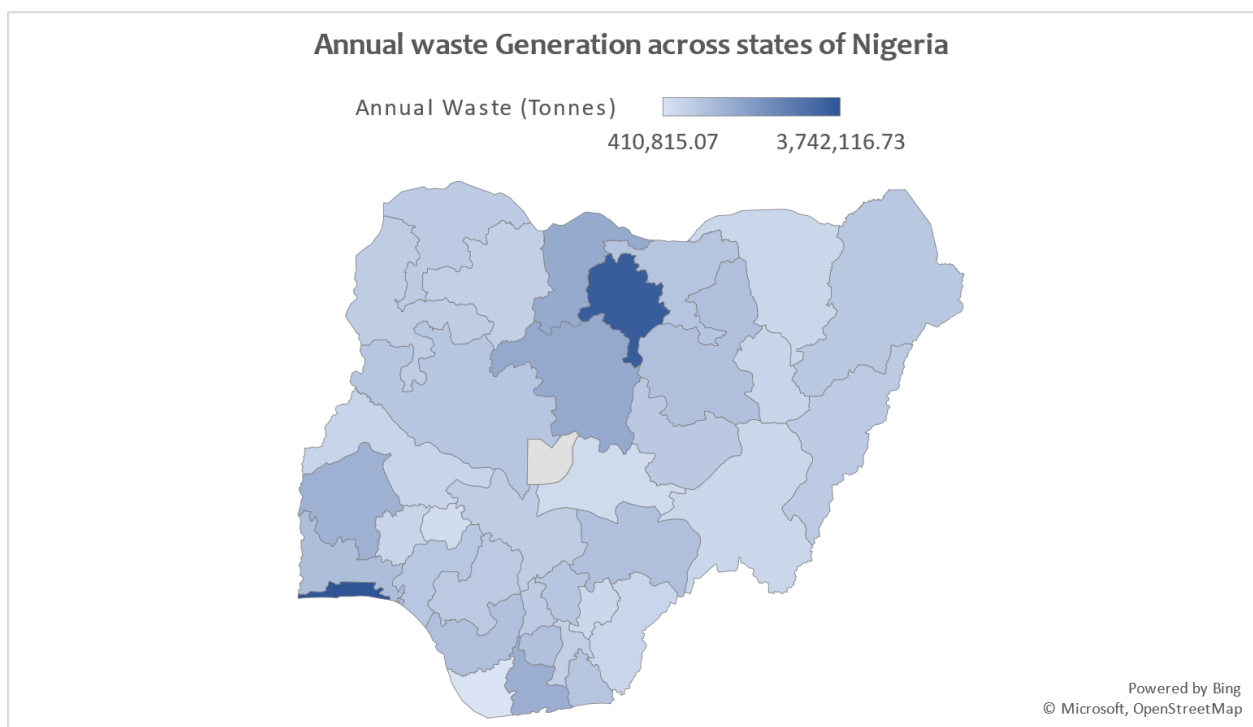 Annual waste Generation across states of Nigeria
Annual Waste (Tonnes)
410,815.07 3,742,116.73
Powered by Bing
© Microsoft, OpenStreetMap